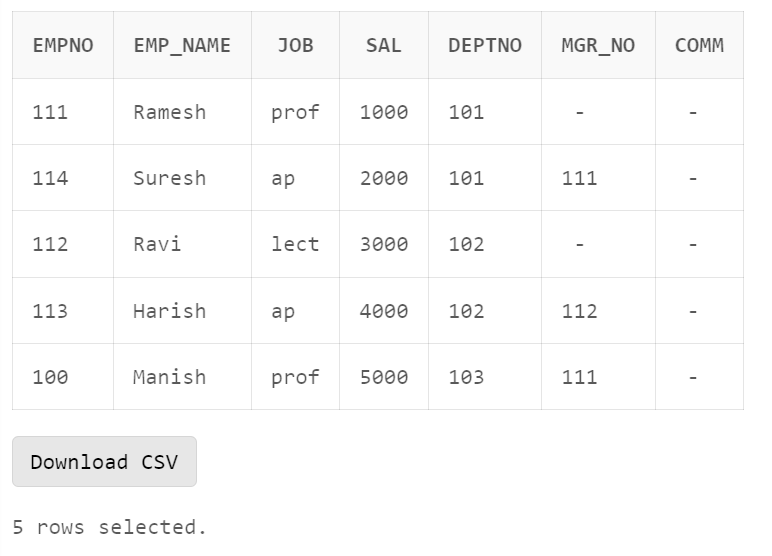 EMPNO EMP_NAME JOB SAL DEPTNO MGR_NO COMM
111 Ramesh prof 1000 101 - -
114 Suresh ap 2000 101 111 -
112 Ravi lect 3000 102 - -
113 Harish ap 4000 102 112 -
100 Manish prof 5000 103 111 -
Download CSV
5 rows selected.